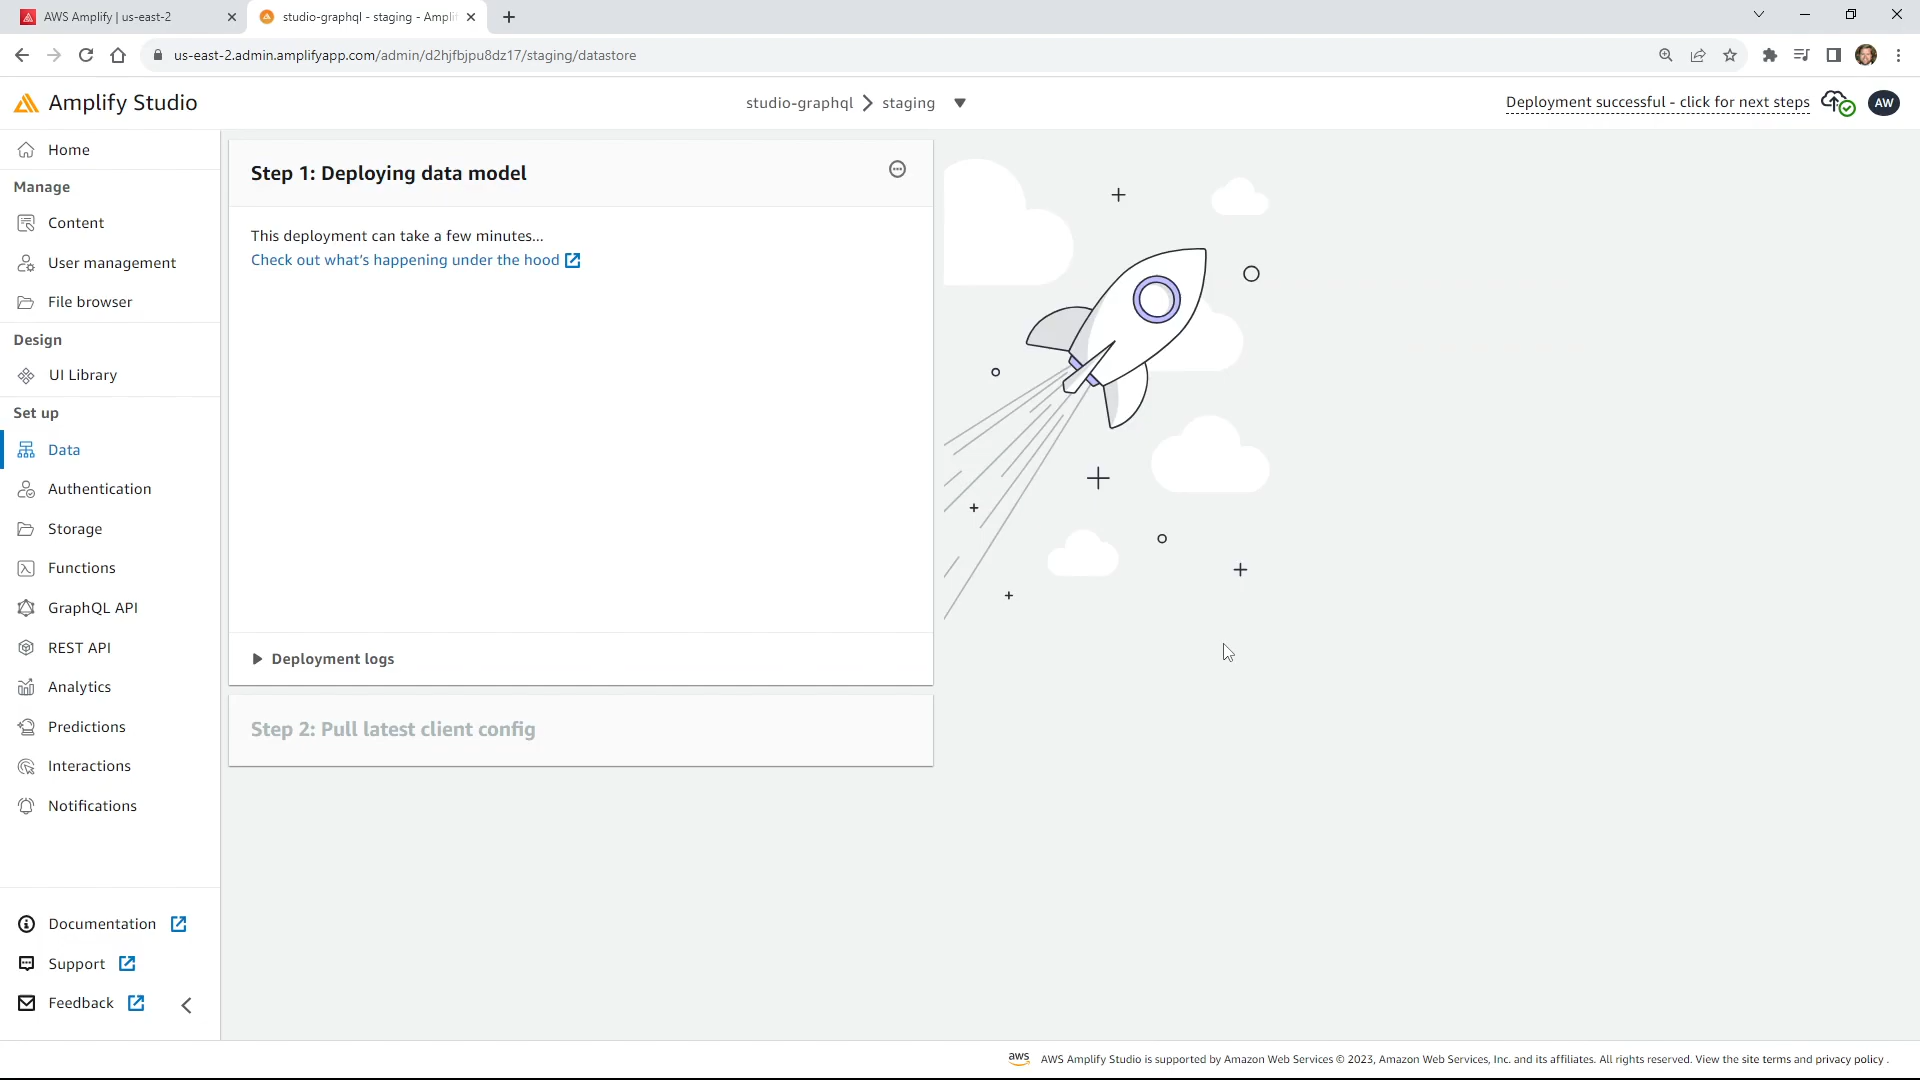 AWS Amplify | us-east-2
studio-graphql - staging - Amplif
us-east-2.admin.amplifyapp.com/admin/d2hjfbjpu8dz17/staging/datastore
Amplify Studio
studio-graphql
staging
Deployment successful - click for next steps
AW
Home
Manage
Content
User management
File browser
Design
UI Library
Set up
Data
Authentication
Storage
Functions
GraphQL API
REST API
Analytics
Predictions
Interactions
Notifications
Documentation
Support
Feedback
Step 1: Deploying data model
This deployment can take a few minutes...
Check out what's happening under the hood
Deployment logs
Step 2: Pull latest client config
aws AWS Amplify Studio is supported by Amazon Web Services © 2023, Amazon Web Services, Inc. and its affiliates. All rights reserved. View the site terms and privacy policy .